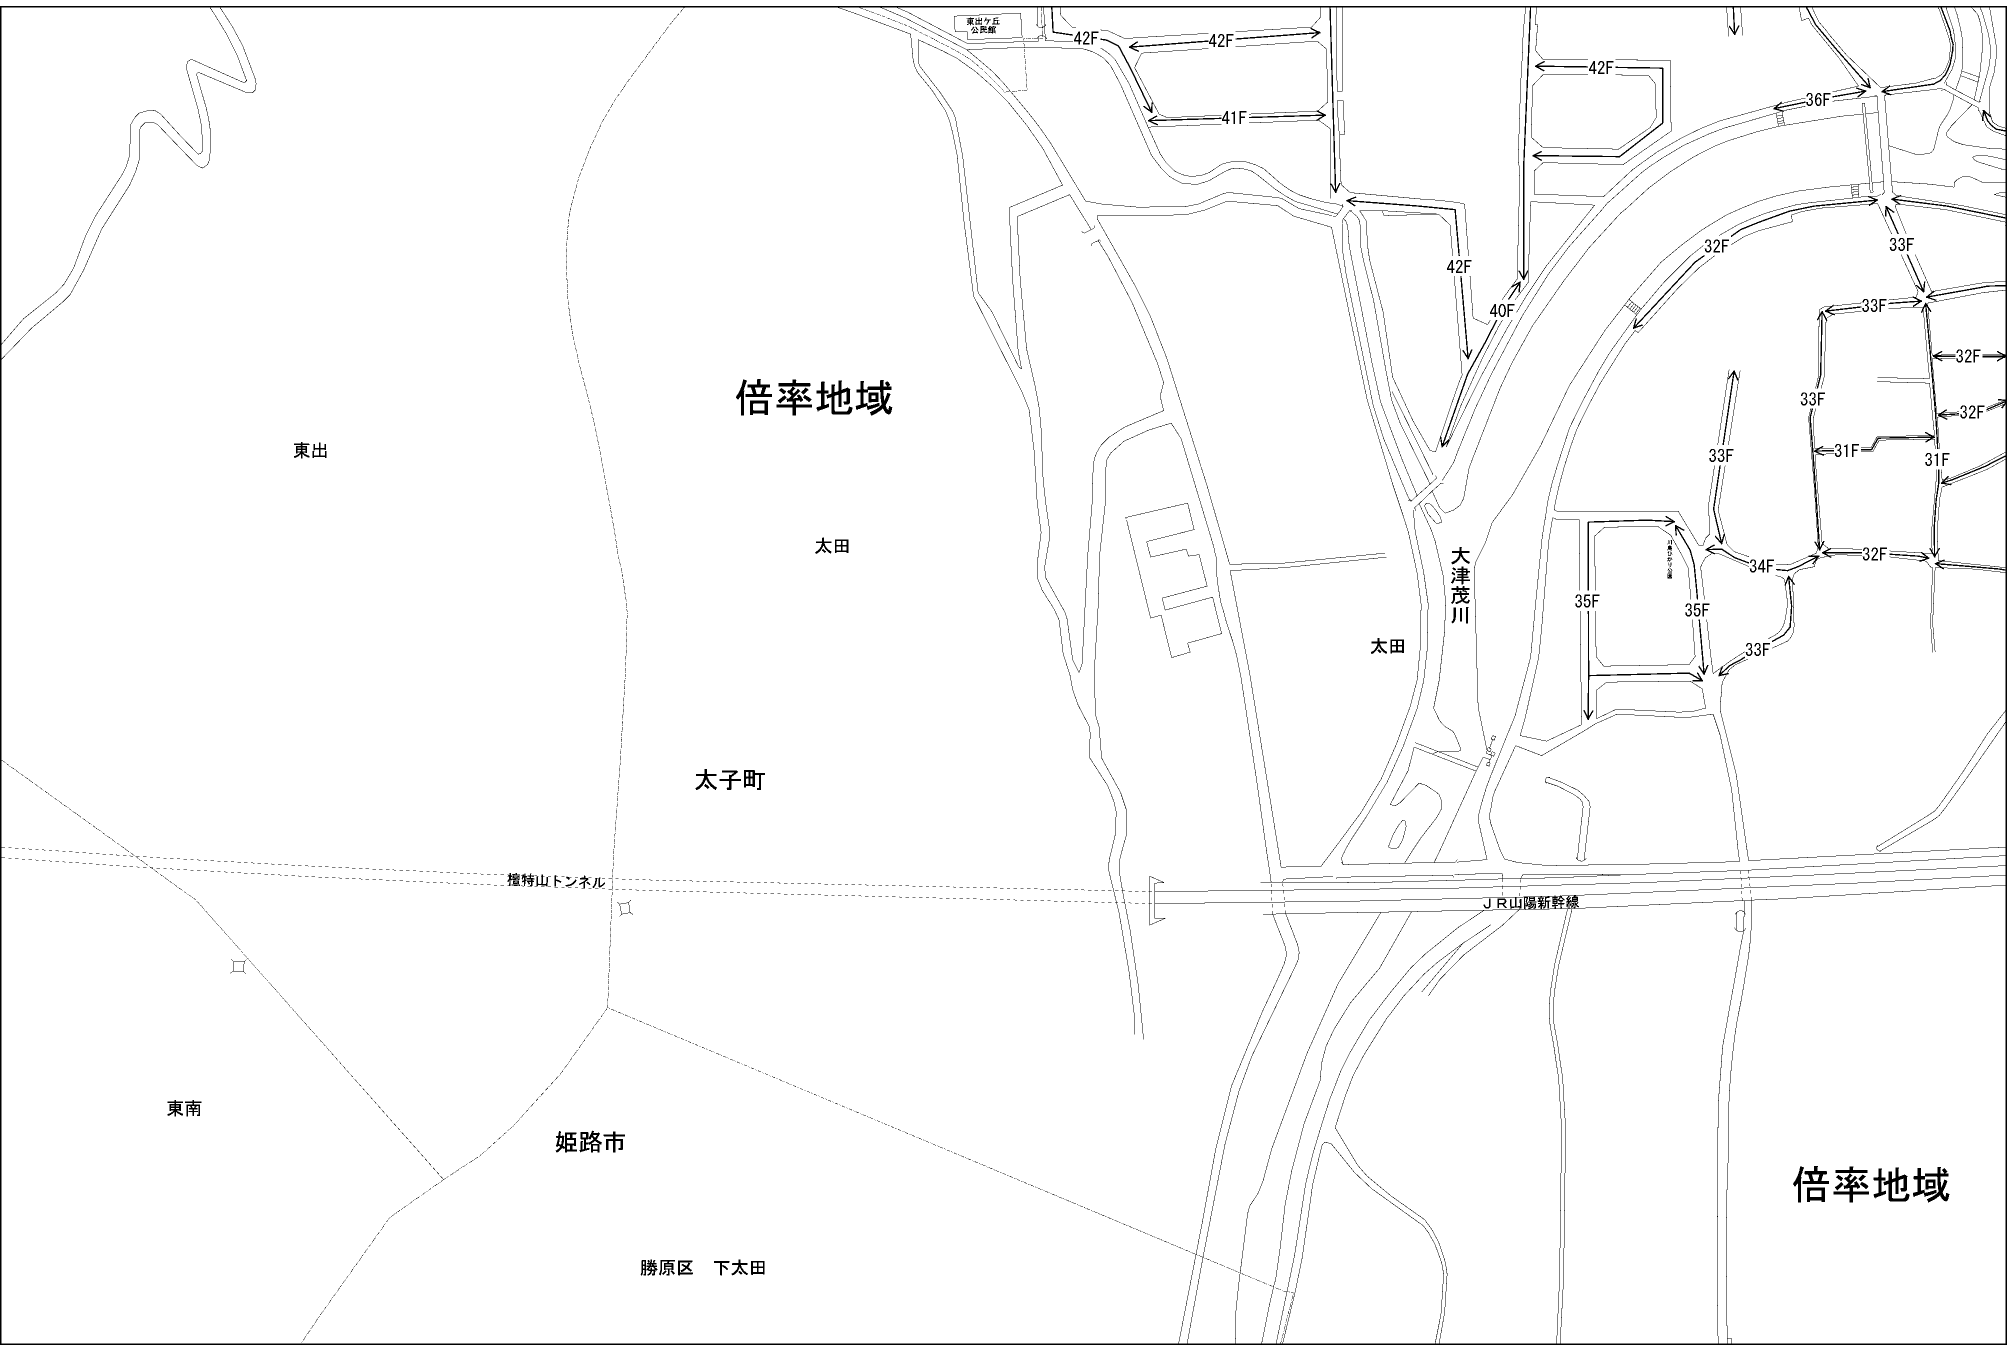 東出ケ丘
公民館
42F
42F
42F
36F
41F
32F
33F
42F
40F
33F
32F
倍率地域
33F
32F
東出
33F
31F
31F
太田
大津茂川
32F
34F
35F
35F
太田
33F
太子町
檀特山トンネル
JR山陽新幹線
東南
姫路市
倍率地域
勝原区 下太田